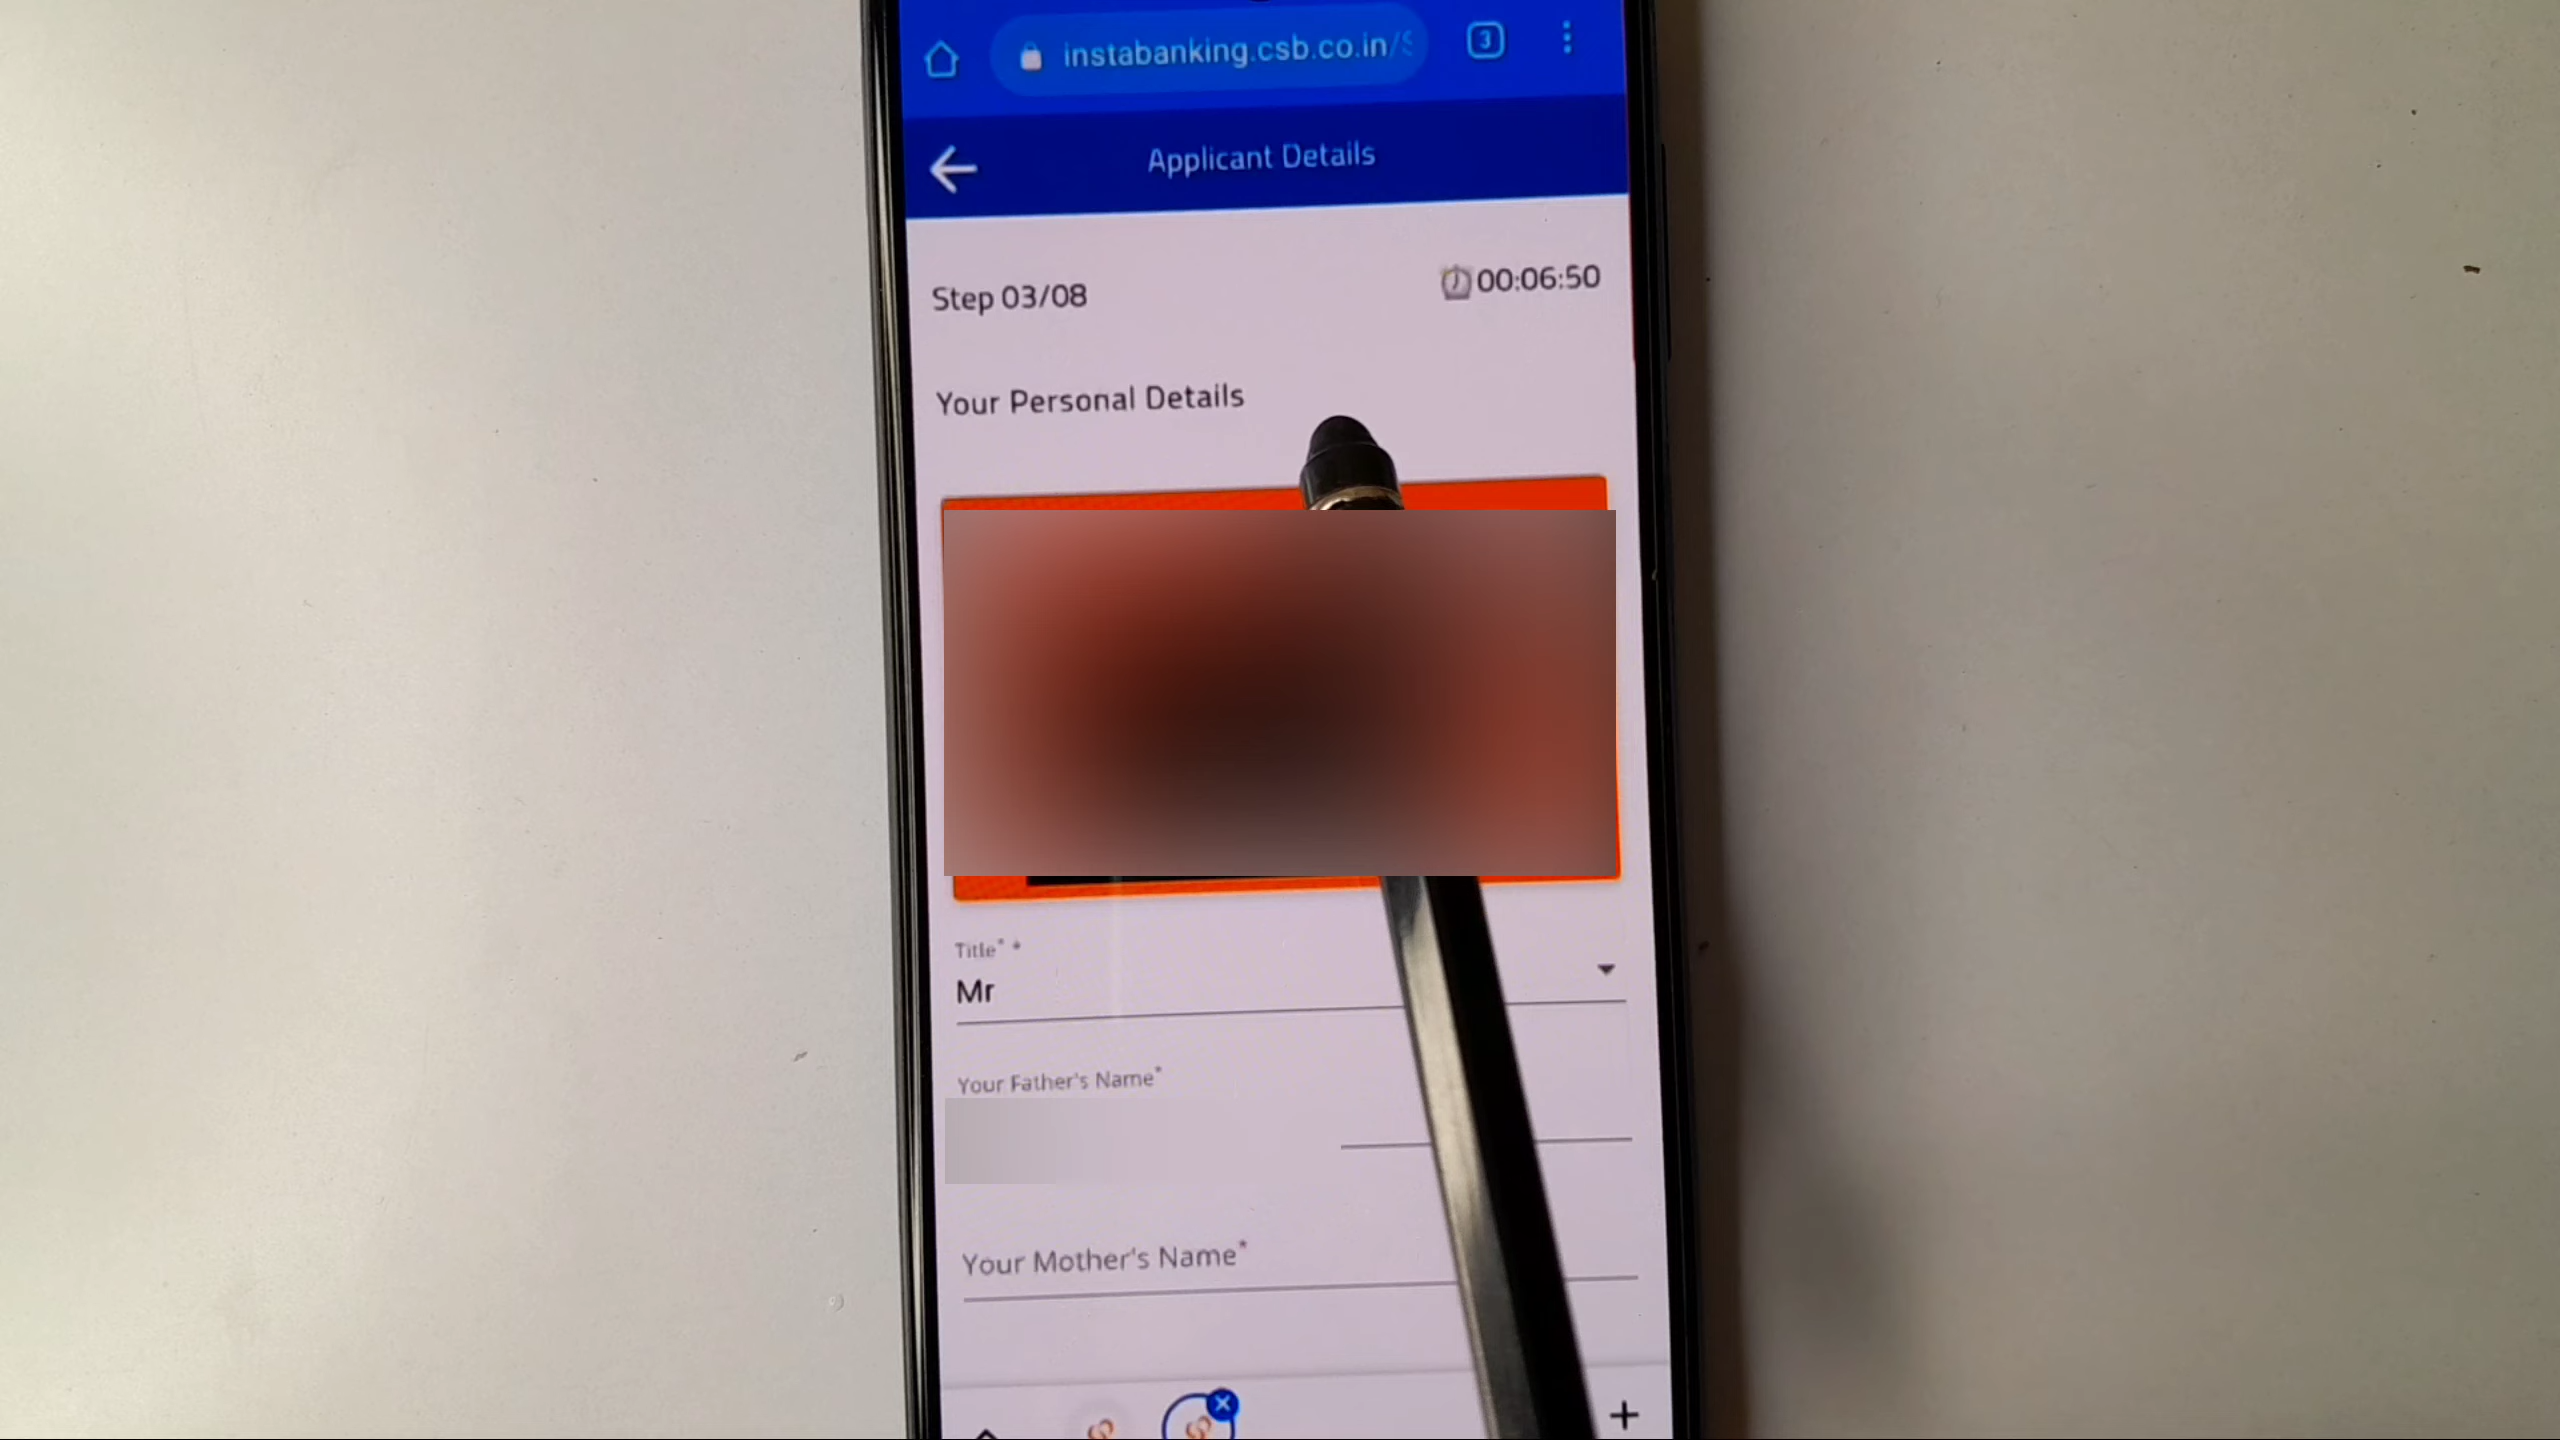 instabanking.csb.co.in/S
3
Applicant Details
Step 03/08
00:06:50
Your Personal Details
Title* *
Mr
Your Father's Name*
Your Mother's Name*